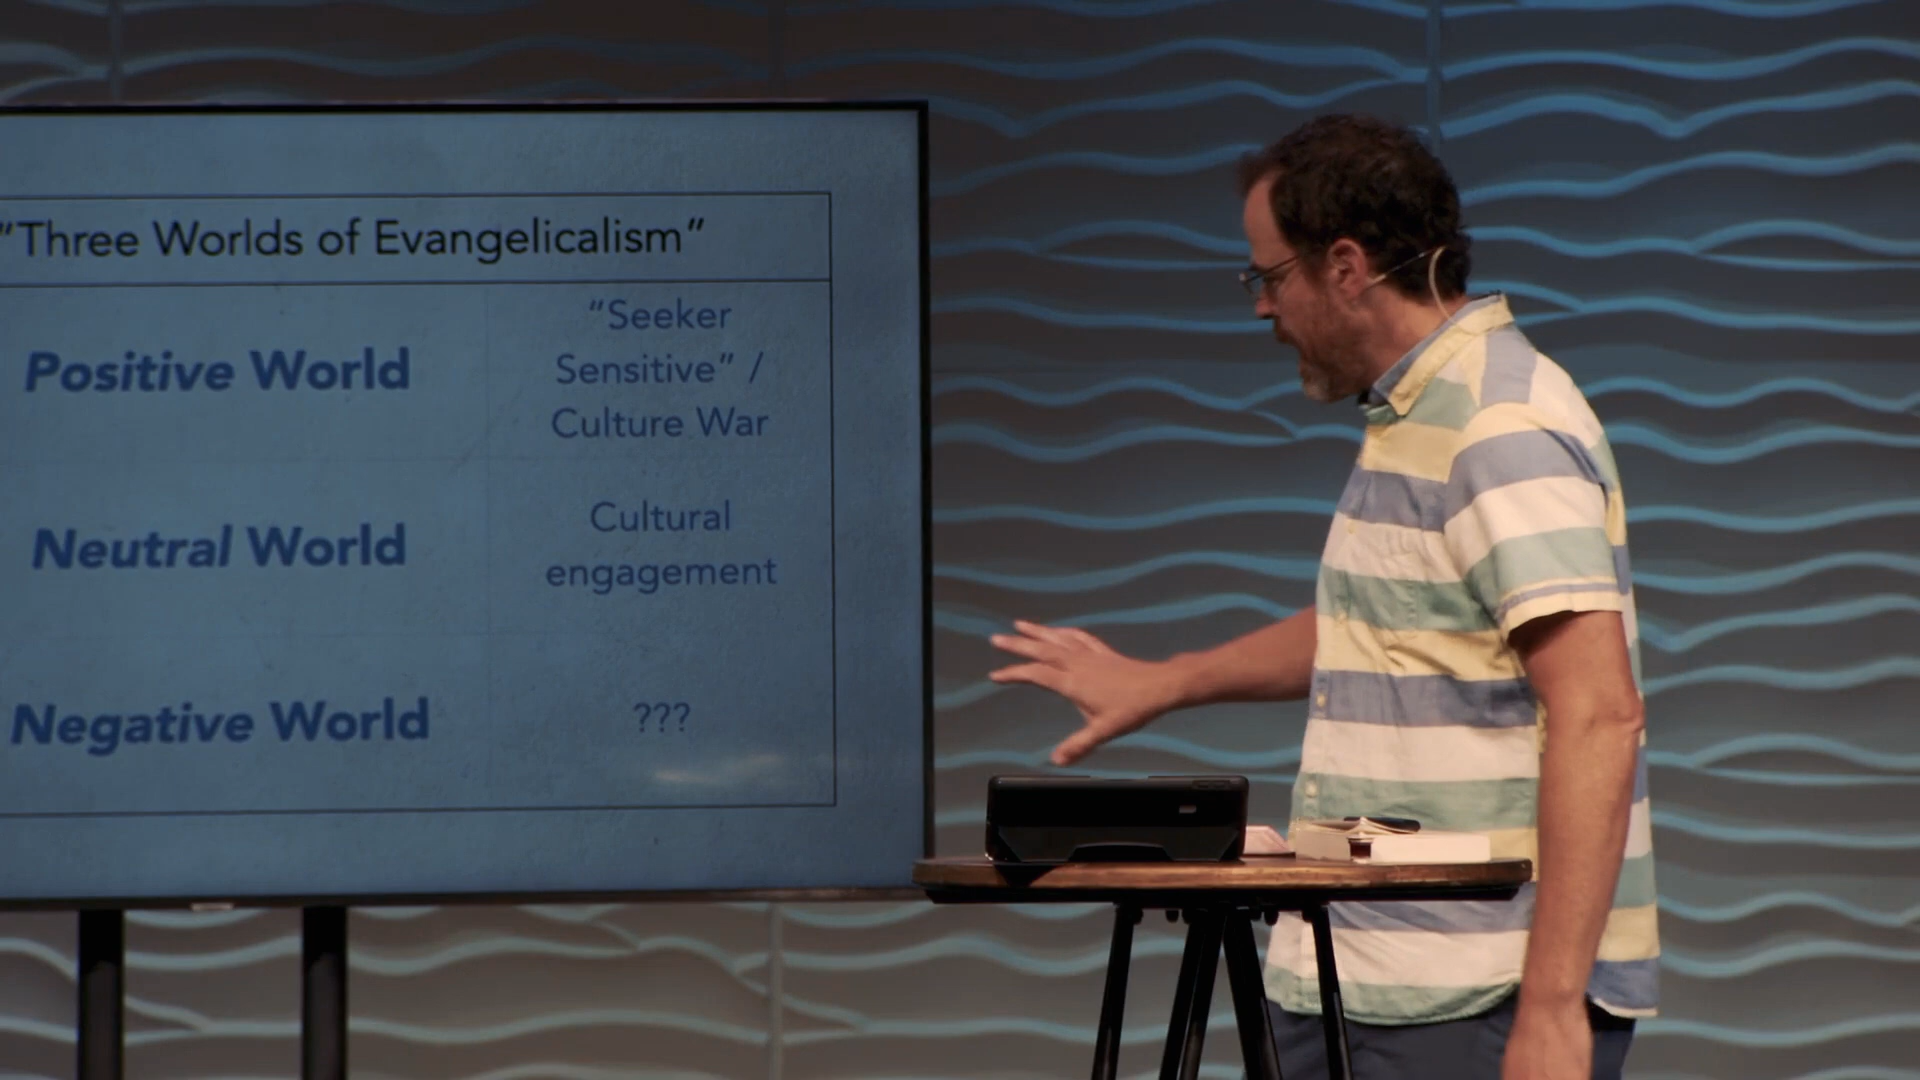 “Three Worlds of Evangelicalism”
Positive World
“Seeker
Sensitive” /
Culture War
Neutral World
Cultural
engagement
Negative World
???